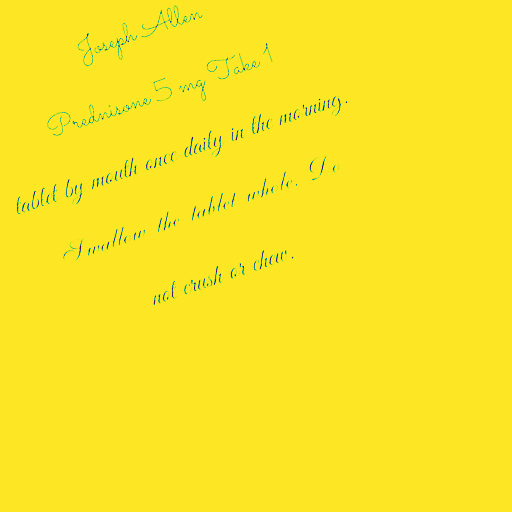 Joseph Allen
Prednisone 5 mg Take 1
tablet by mouth once daily in the morning.
Swallow the tablet whole. Do
not crush or chew.